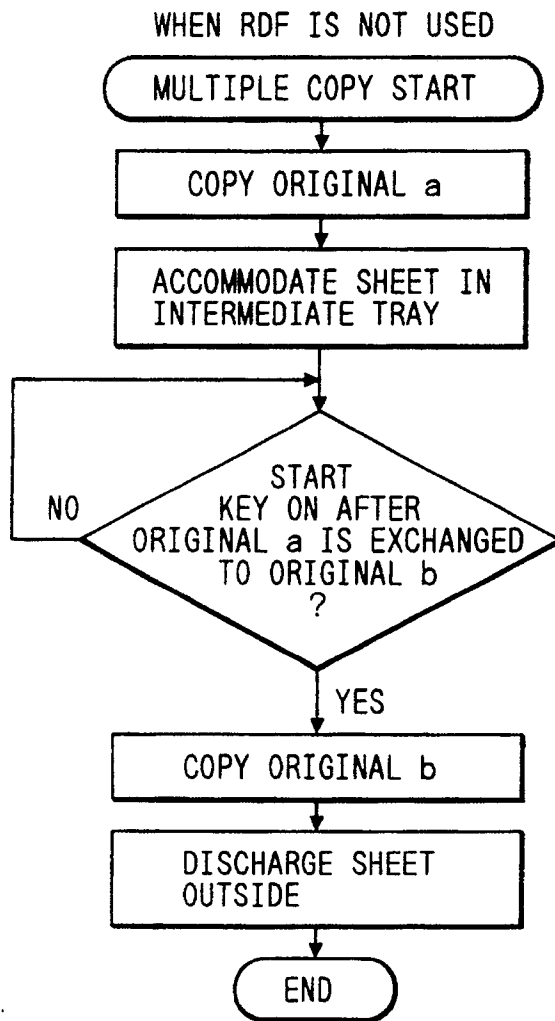 WHEN RDF IS NOT USED
MULTIPLE COPY START
COPY ORIGINAL a
ACCOMMODATE SHEET IN
INTERMEDIATE TRAY
START
KEY ON AFTER
ORIGINAL a IS EXCHANGED
TO ORIGINAL b
?
NO
YES
COPY ORIGINAL b
DISCHARGE SHEET
OUTSIDE
END